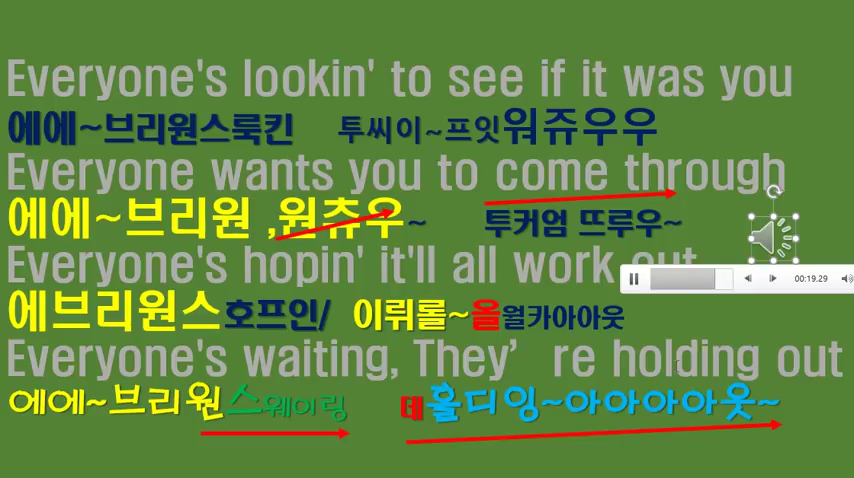 Everyone's lookin' to see if it was you
에에~브리원스룩킨 투씨이~프잇워쥬우우
Everyone wants you to come through
에에~브리원 ,원츄우~ 투커엄 뜨루우~
Everyone's hopin' it'll all work out
에브리원스호프인/ 이뤄롤~올월카아아웃
00:19.29
Everyone's waiting, They’re holding out
에에~브리원스웨이링 데홀디잉~아아아아웃~